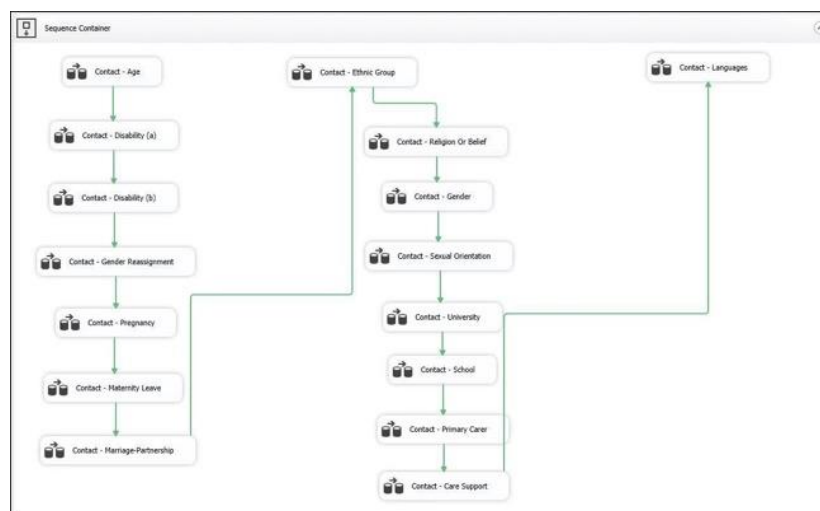 Sequence Container
Contact - Age
Contact - Disability (a)
Contact - Disability (b)
Contact - Gender Reassignment
Contact - Pregnancy
Contact - Maternity Leave
Contact - Marriage-Partnership
Contact - Ethnic Group
Contact - Religion Or Belief
Contact - Gender
Contact - Sexual Orientation
Contact - University
Contact - School
Contact - Primary Carer
Contact - Care Support
Contact - Languages